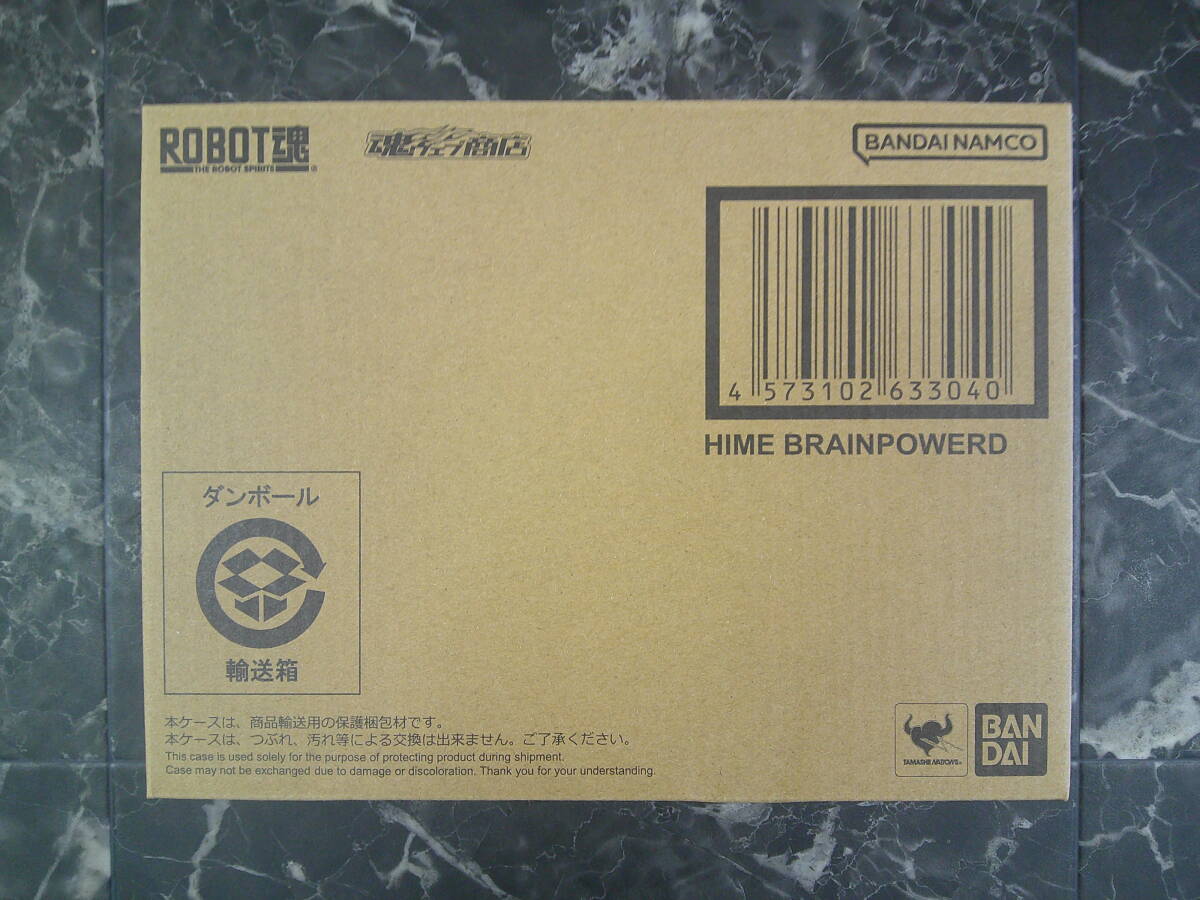 ROBOT魂
THE ROBOT SPIRITS
魂ウェブ商店
BANDAI NAMCO
4 573102 633040
HIME BRAINPOWERD
ダンボール
輸送箱
本ケースは、商品輸送用の保護梱包材です。
本ケースは、つぶれ、汚れ等による交換は出来ません。ご了承ください。
This case is used solely for the purpose of protecting product during shipment.
Case may not be exchanged due to damage or discoloration. Thank you for your understanding.
TAMASHII NATIONS
BAN
DAI